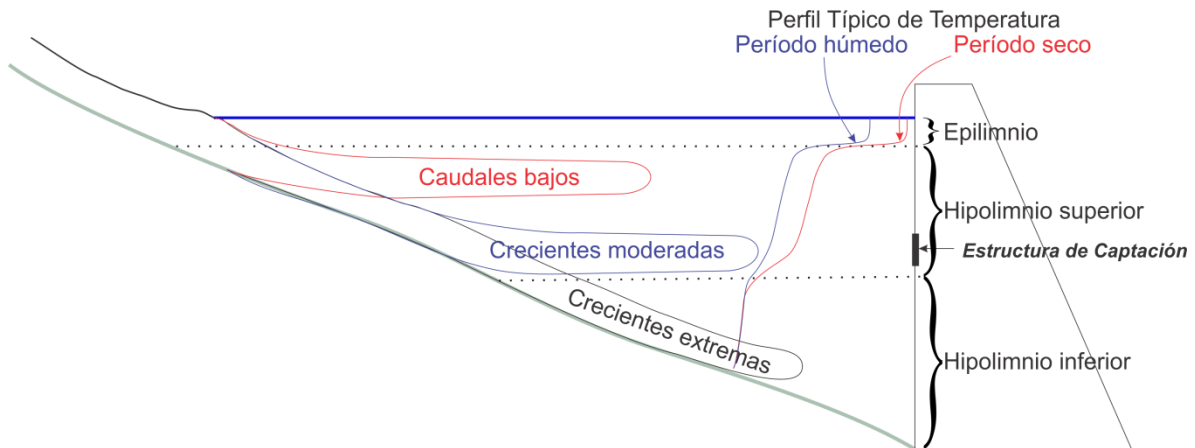 Perfil Típico de Temperatura
Período húmedo
Período seco
Epilimnio
Caudales bajos
Hipolimnio superior
Crecientes moderadas
Estructura de Captación
Crecientes extremas
Hipolimnio inferior